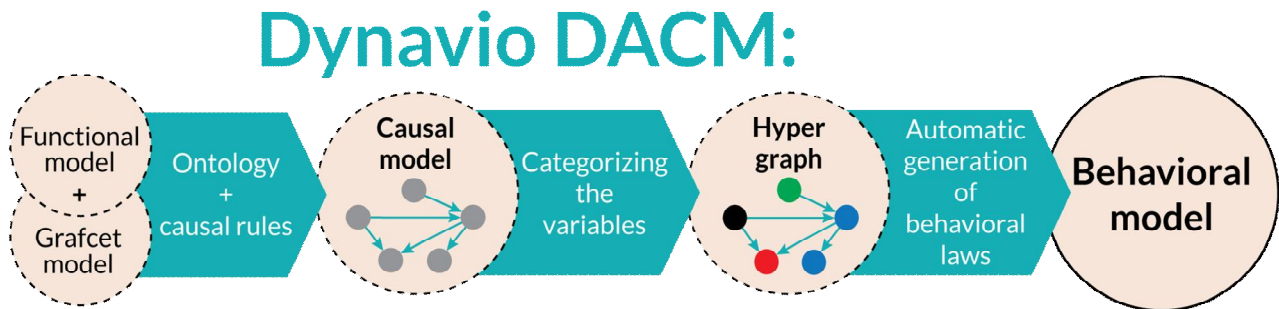 Dynavio DACM:
Functional
model
+
Grafcet
model
Ontology
+
causal rules
Causal
model
Categorizing
the
variables
Hyper
graph
Automatic
generation
of
behavioral
laws
Behavioral
model